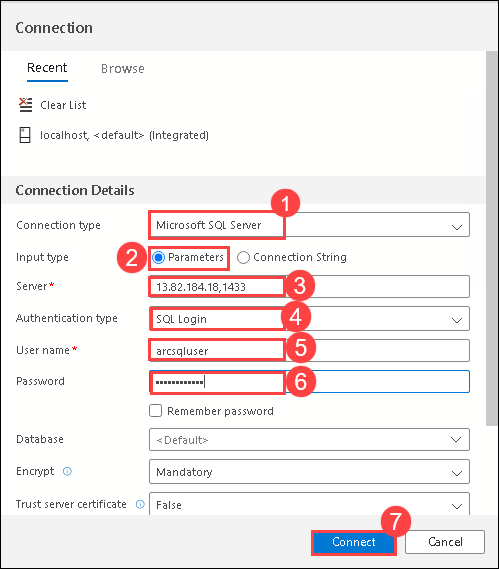 Connection
Recent Browse
Clear List
localhost, <default> (Integrated)
Connection Details
1
Connection type Microsoft SQL Server
Input type 2 Parameters Connection String
Server* 13.82.184.18,1433 3
Authentication type SQL Login 4
User name* arcsqluser 5
Password •••••••••••• 6
Remember password
Database <Default>
Encrypt Mandatory
Trust server certificate False
7
Connect Cancel